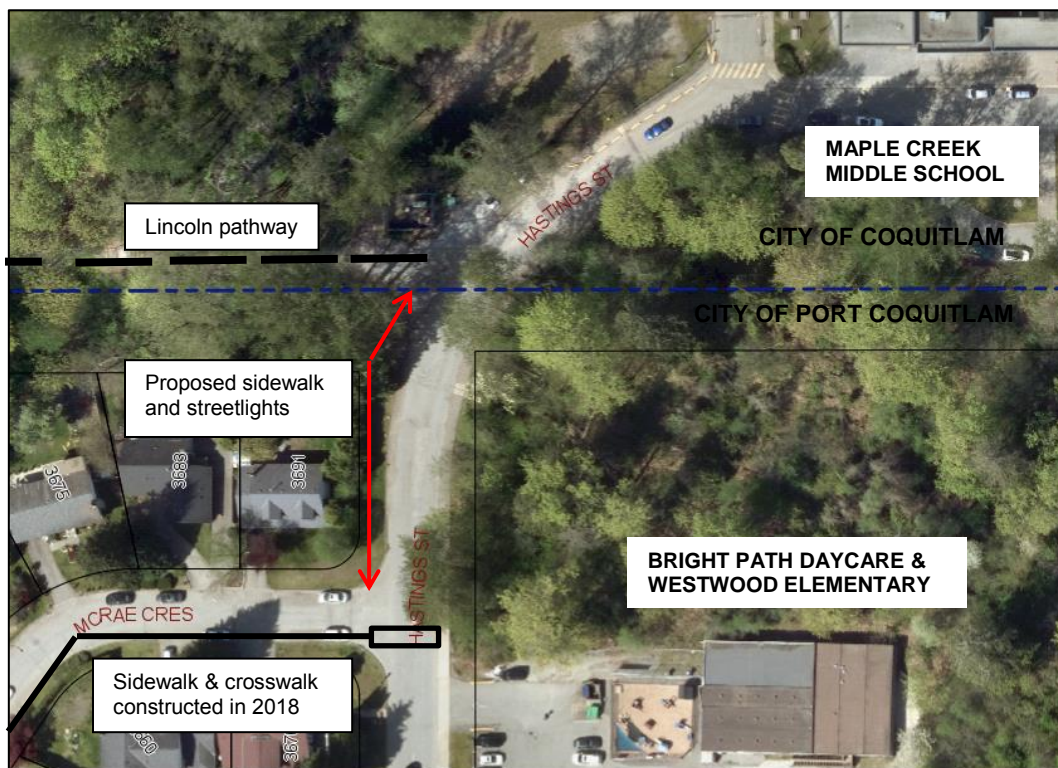 MAPLE CREEK
MIDDLE SCHOOL
HASTINGS ST
Lincoln pathway
CITY OF COQUITLAM
CITY OF PORT COQUITLAM
Proposed sidewalk
and streetlights
3675
3683
3691
HASTINGS ST
BRIGHT PATH DAYCARE &
WESTWOOD ELEMENTARY
MCRAE CRES
Sidewalk & crosswalk
constructed in 2018